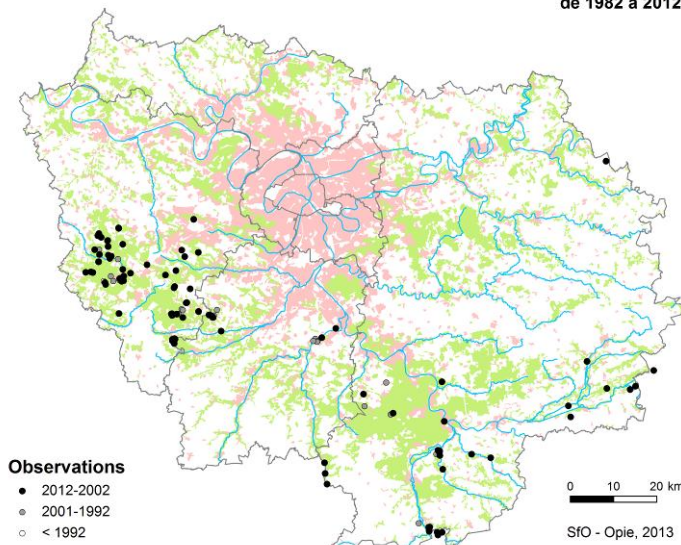 de 1982 à 2012
Observations
2012-2002
2001-1992
< 1992
0 10 20 km
SfO - Opie, 2013